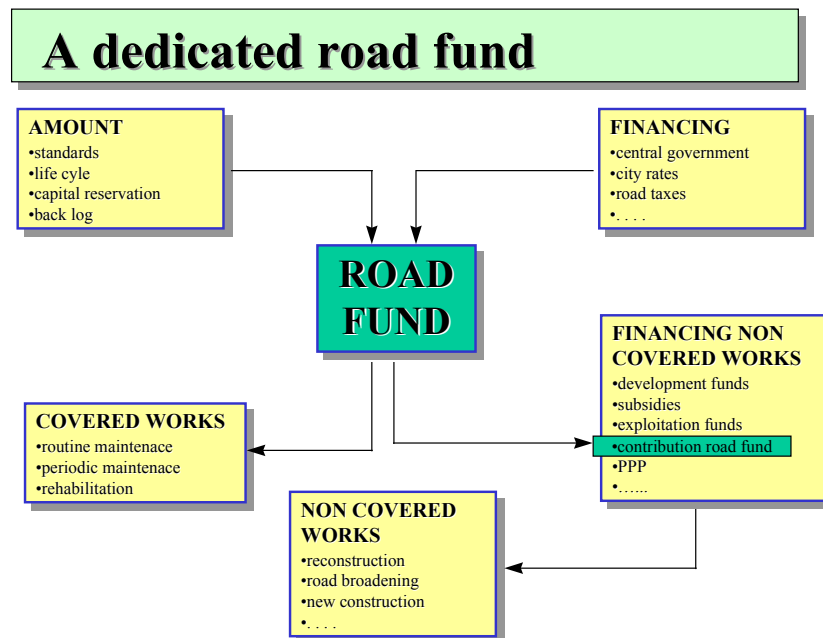 A dedicated road fund
AMOUNT
•standards
•life cyle
•capital reservation
•back log
FINANCING
•central government
•city rates
•road taxes
•. . . .
ROAD
FUND
FINANCING NON
COVERED WORKS
•development funds
•subsidies
•exploitation funds
•contribution road fund
•PPP
•…...
COVERED WORKS
•routine maintenace
•periodic maintenace
•rehabilitation
NON COVERED
WORKS
•reconstruction
•road broadening
•new construction
•. . . .